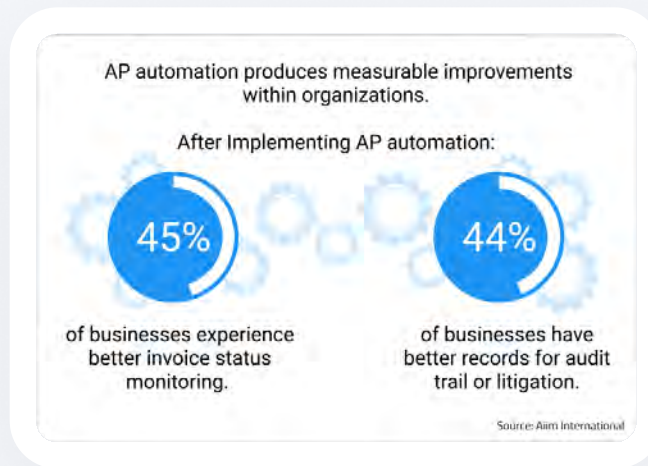 AP automation produces measurable improvements
within organizations.
After Implementing AP automation:
45%
44%
of businesses experience
better invoice status
monitoring.
of businesses have
better records for audit
trail or litigation.
Source: Aiim International